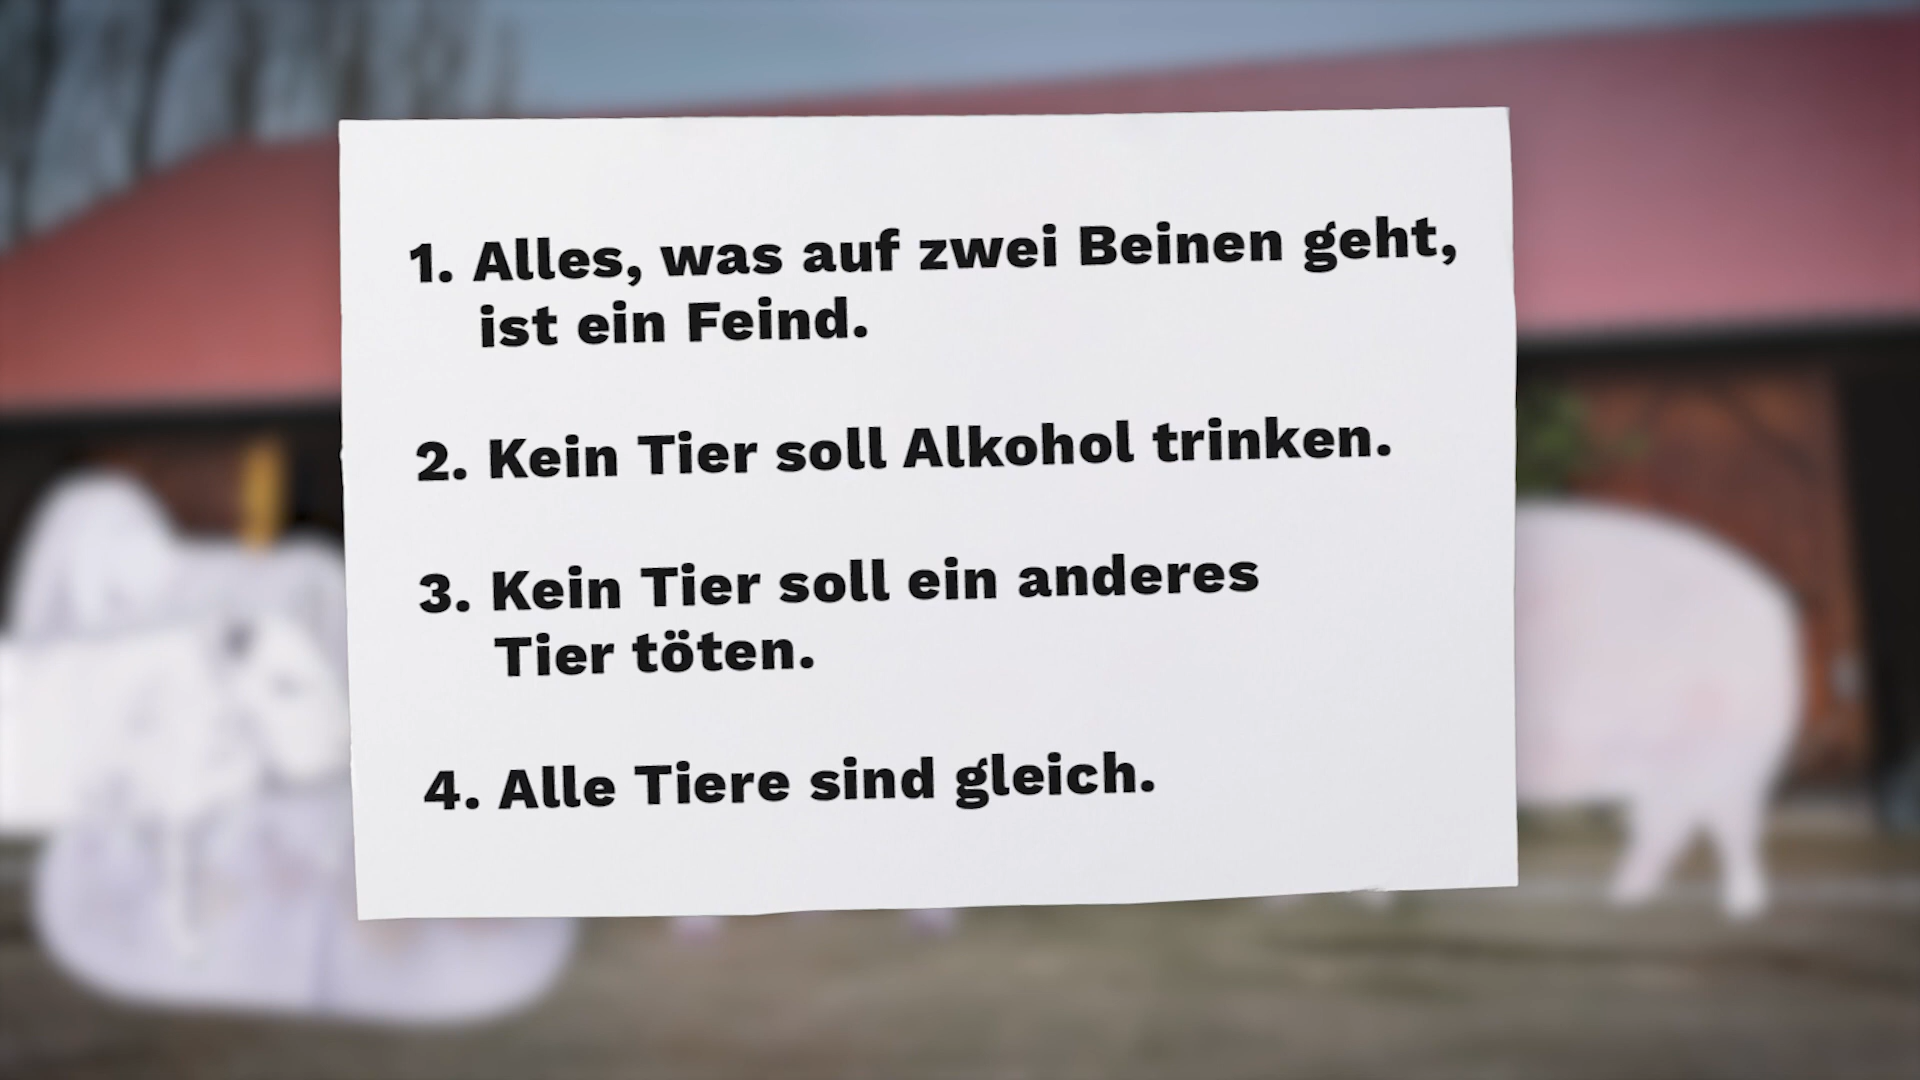 1. Alles, was auf zwei Beinen geht,
ist ein Feind.
2. Kein Tier soll Alkohol trinken.
3. Kein Tier soll ein anderes
Tier töten.
4. Alle Tiere sind gleich.